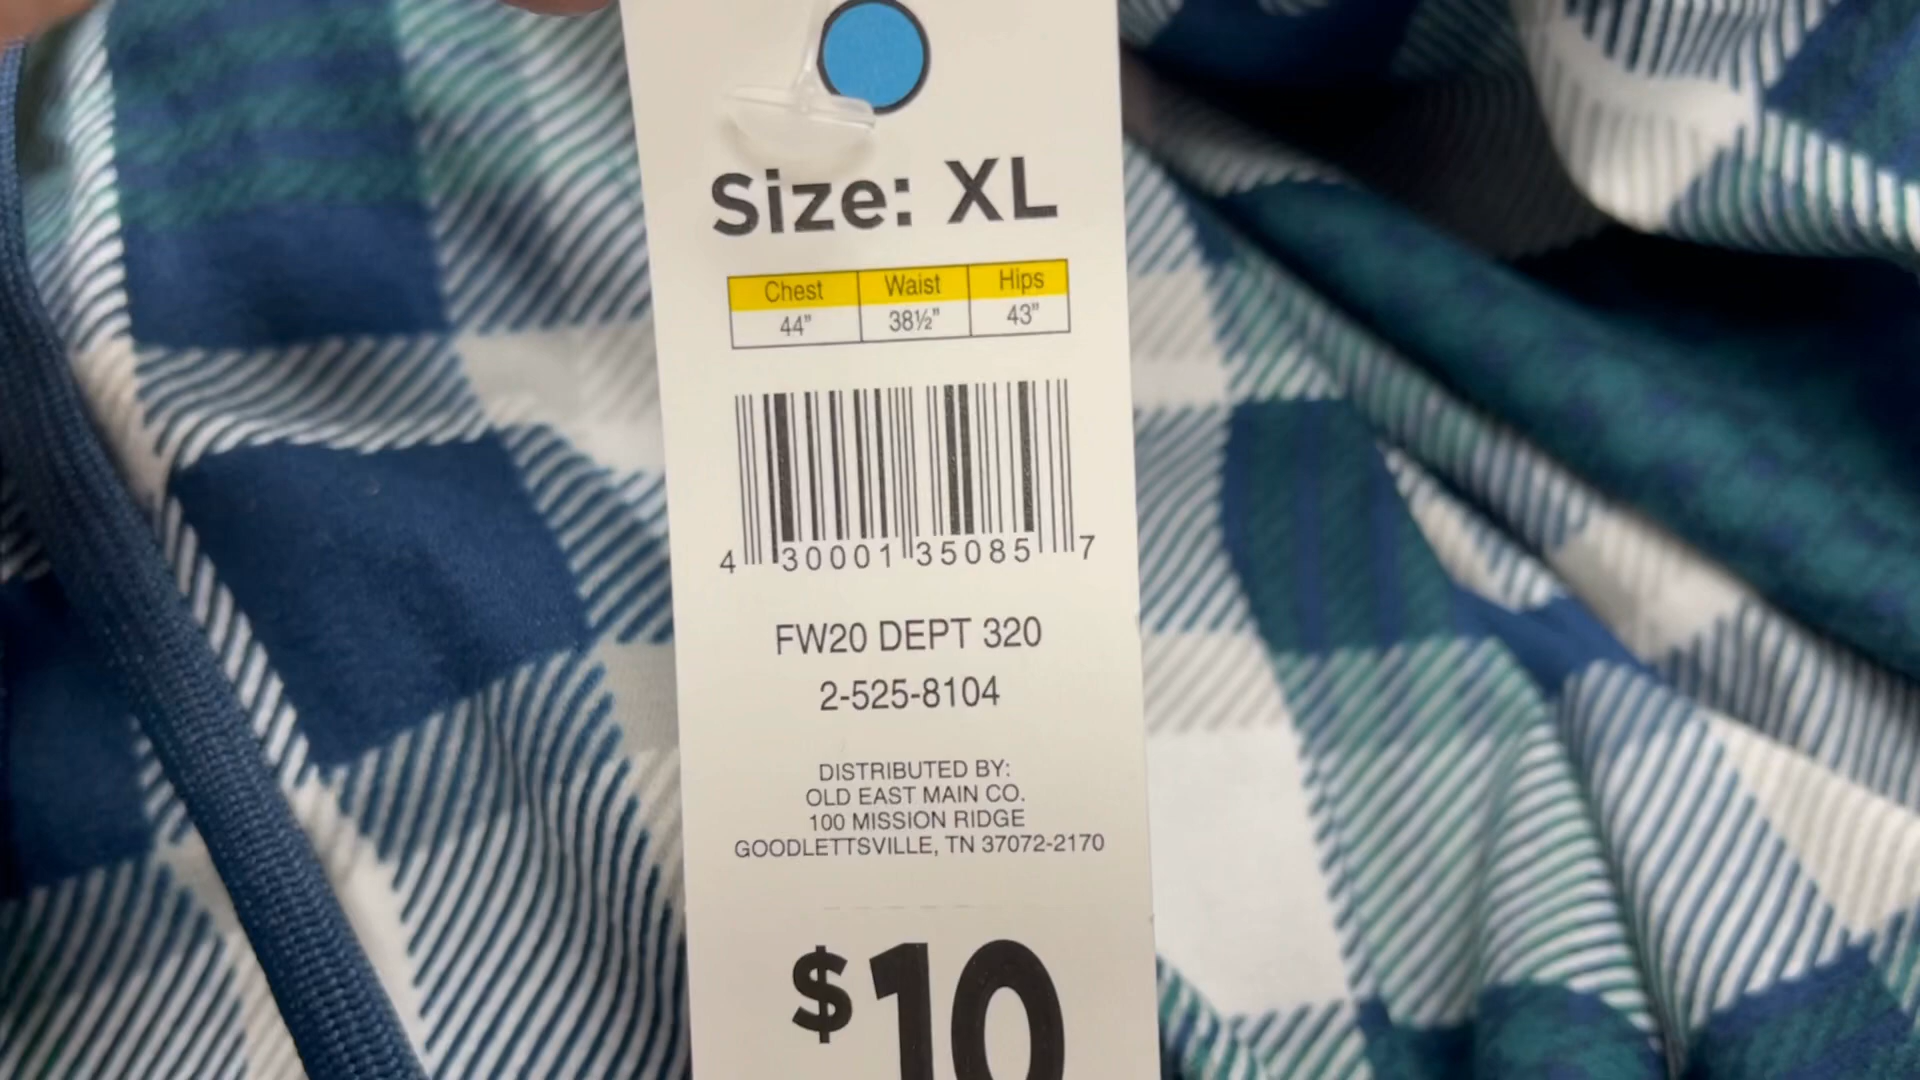 Size: XL
Chest Waist Hips
44" 38½" 43"
4 30001 35085 7
FW20 DEPT 320
2-525-8104
DISTRIBUTED BY:
OLD EAST MAIN CO.
100 MISSION RIDGE
GOODLETTSVILLE, TN 37072-2170
$10